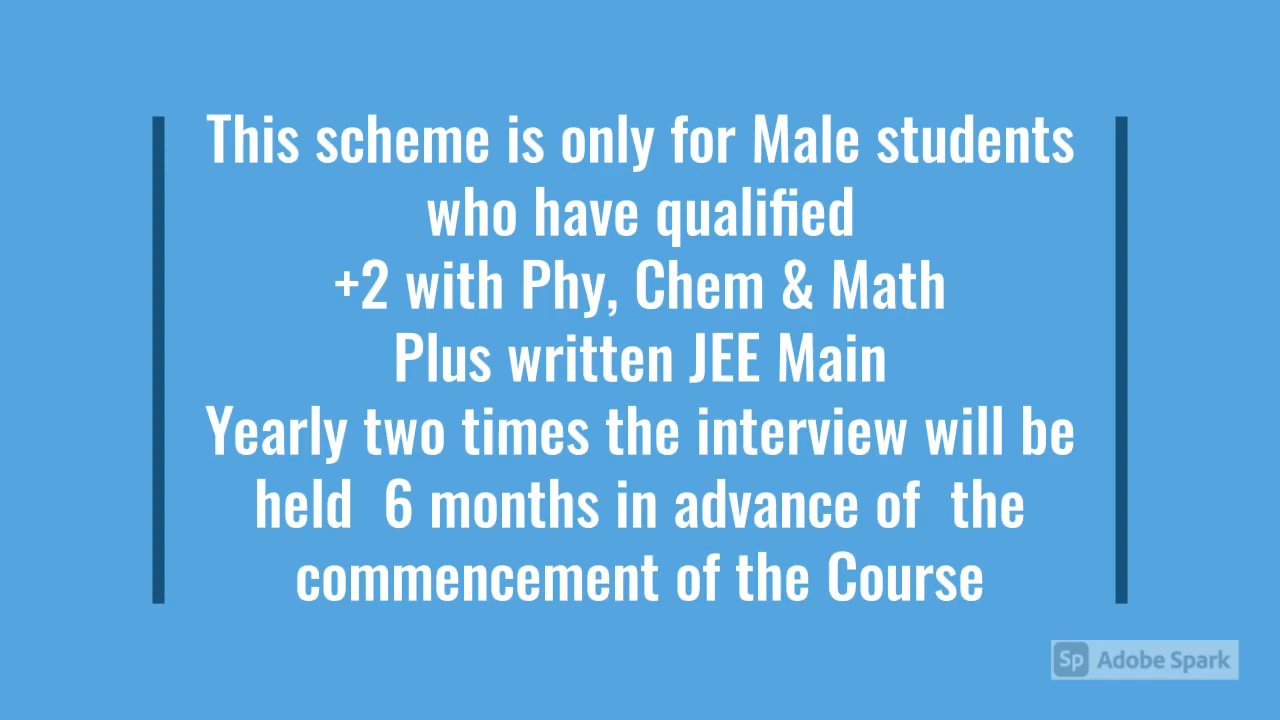 This scheme is only for Male students
who have qualified
+2 with Phy, Chem & Math
Plus written JEE Main
Yearly two times the interview will be
held  6 months in advance of  the
commencement of the Course
Sp Adobe Spark